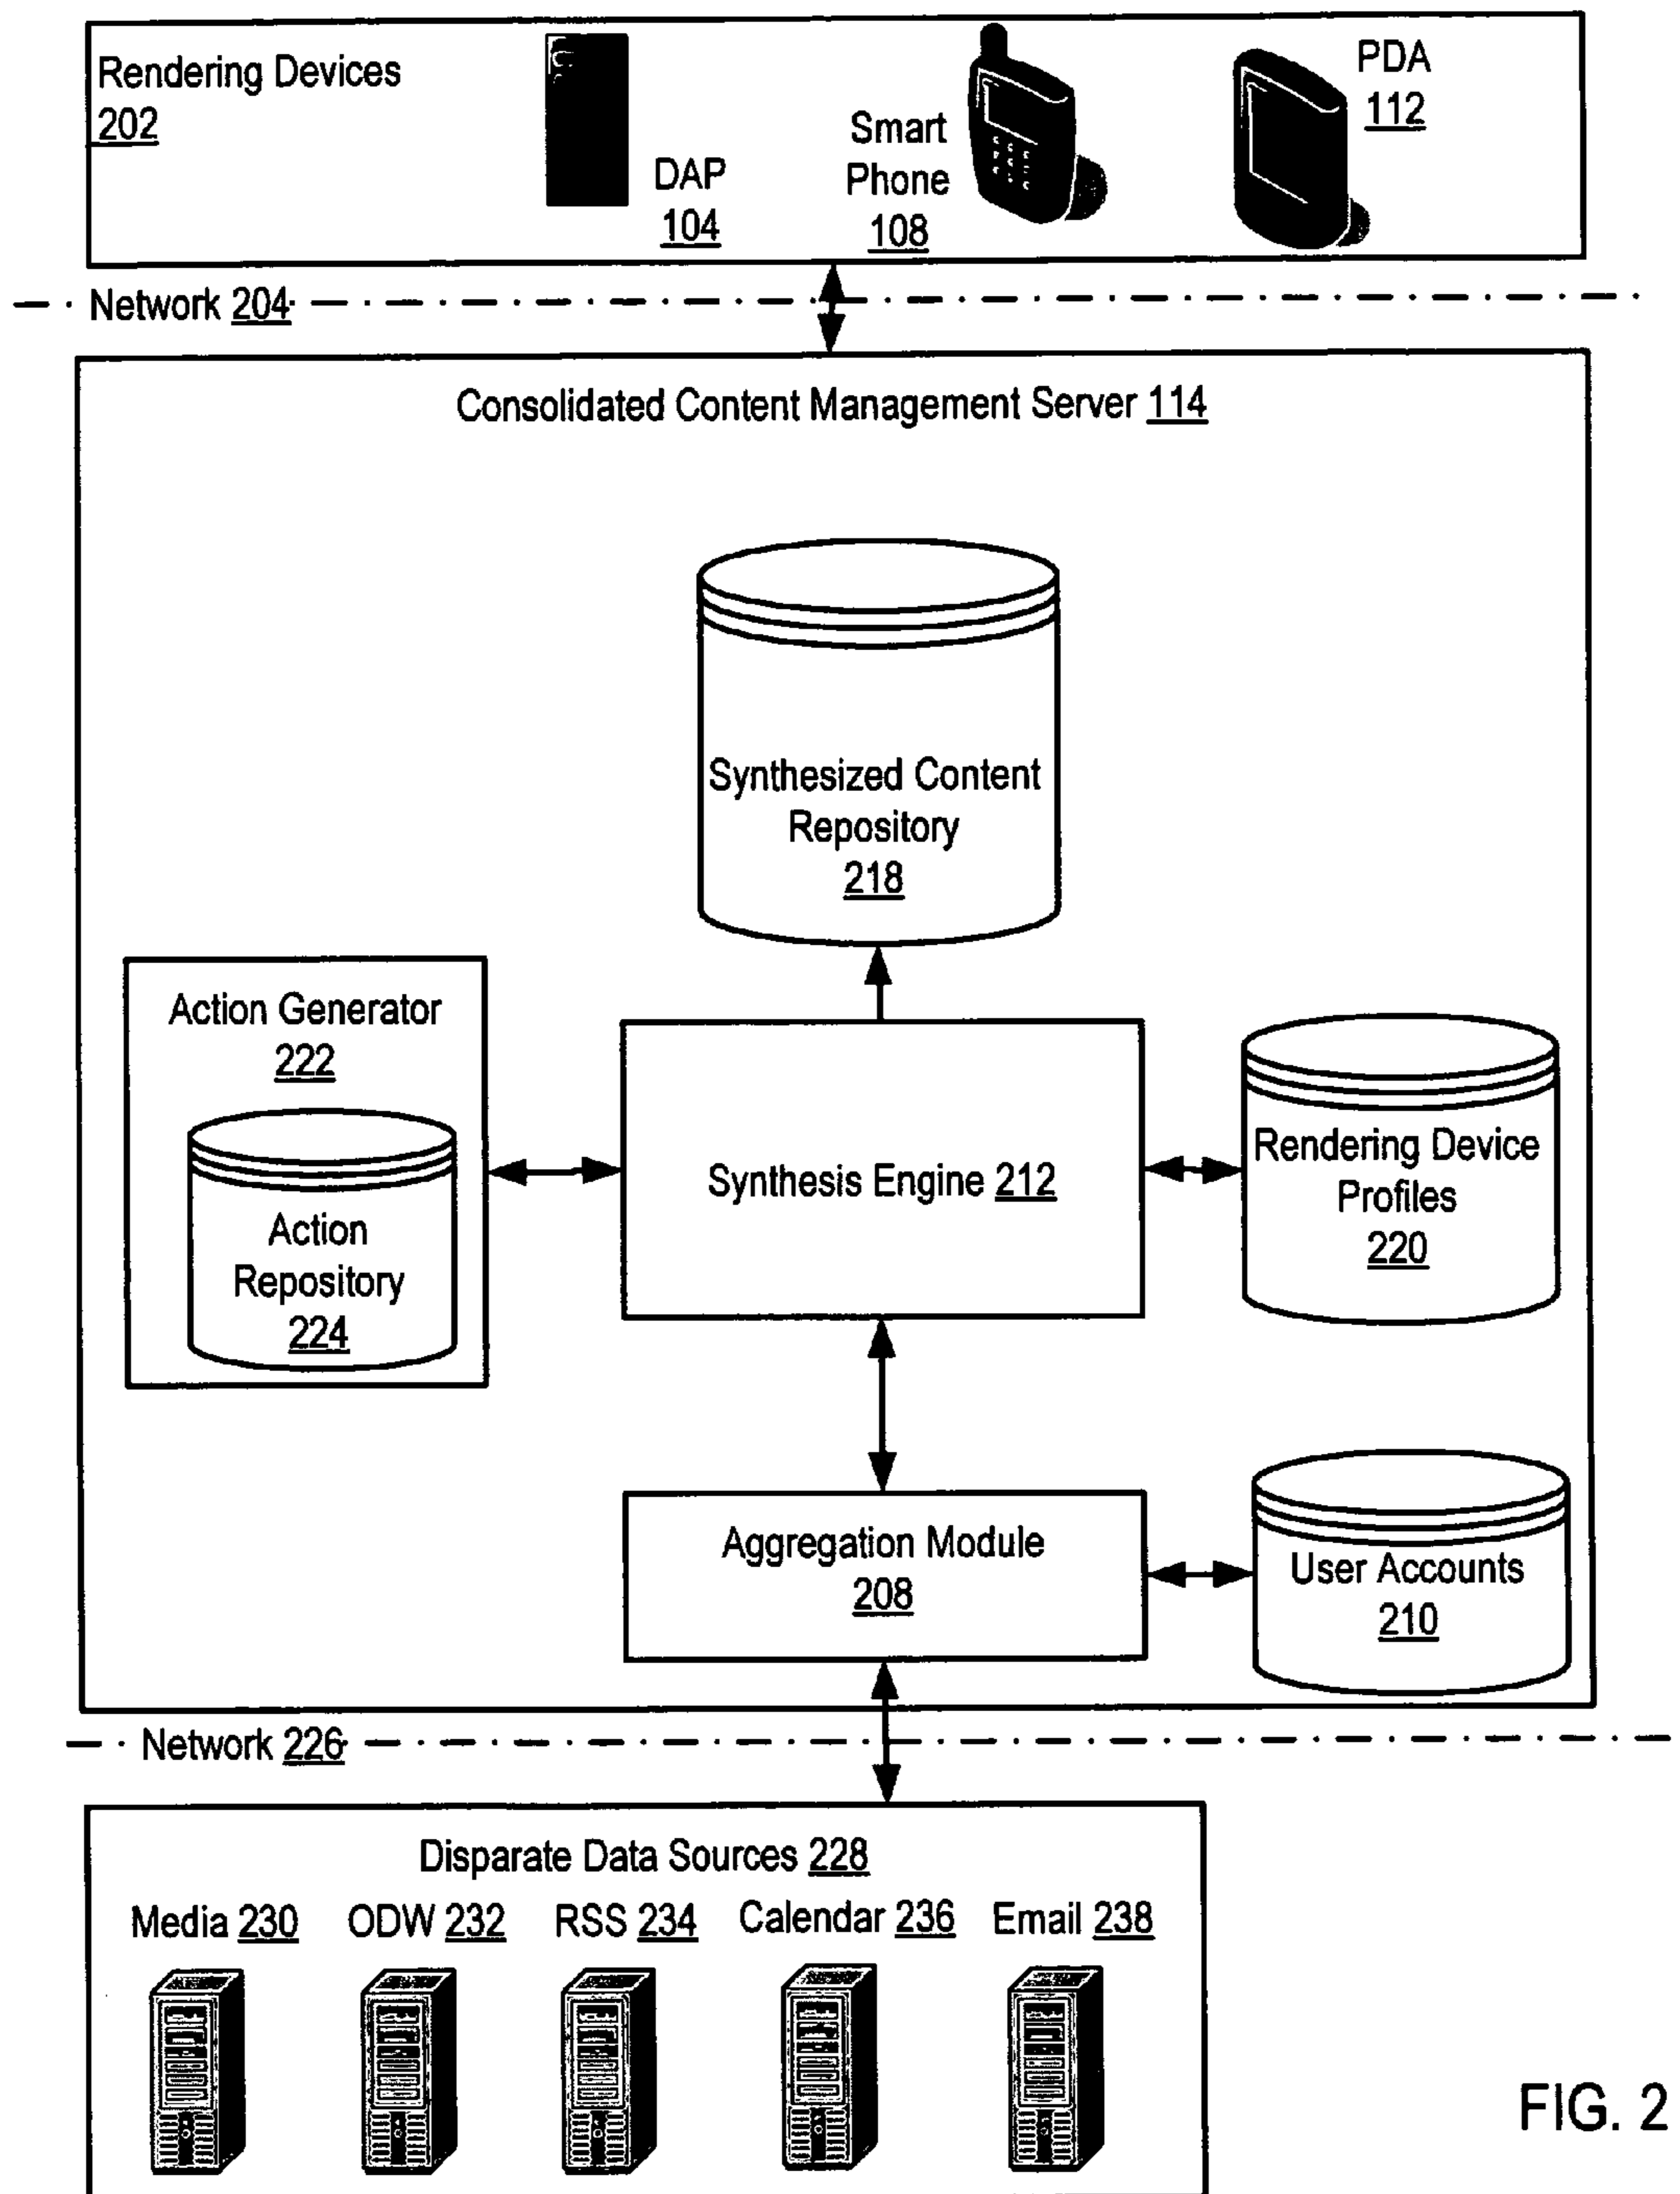 Rendering Devices
202
DAP
104
Smart
Phone
108
PDA
112
Network 204
Consolidated Content Management Server 114
Synthesized Content
Repository
218
Action Generator
222
Action
Repository
224
Synthesis Engine 212
Rendering Device
Profiles
220
Aggregation Module
208
User Accounts
210
Network 226
Disparate Data Sources 228
Media 230
ODW 232
RSS 234
Calendar 236
Email 238
FIG. 2